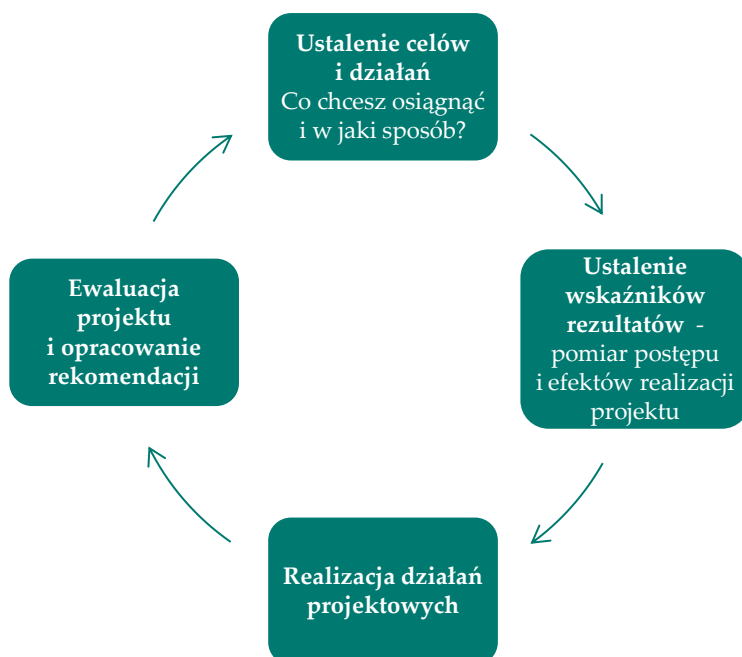 Ustalenie celów
i działań
Co chcesz osiągnąć
i w jaki sposób?
Ustalenie
wskaźników
rezultatów -
pomiar postępu
i efektów realizacji
projektu
Realizacja działań
projektowych
Ewaluacja
projektu
i opracowanie
rekomendacji